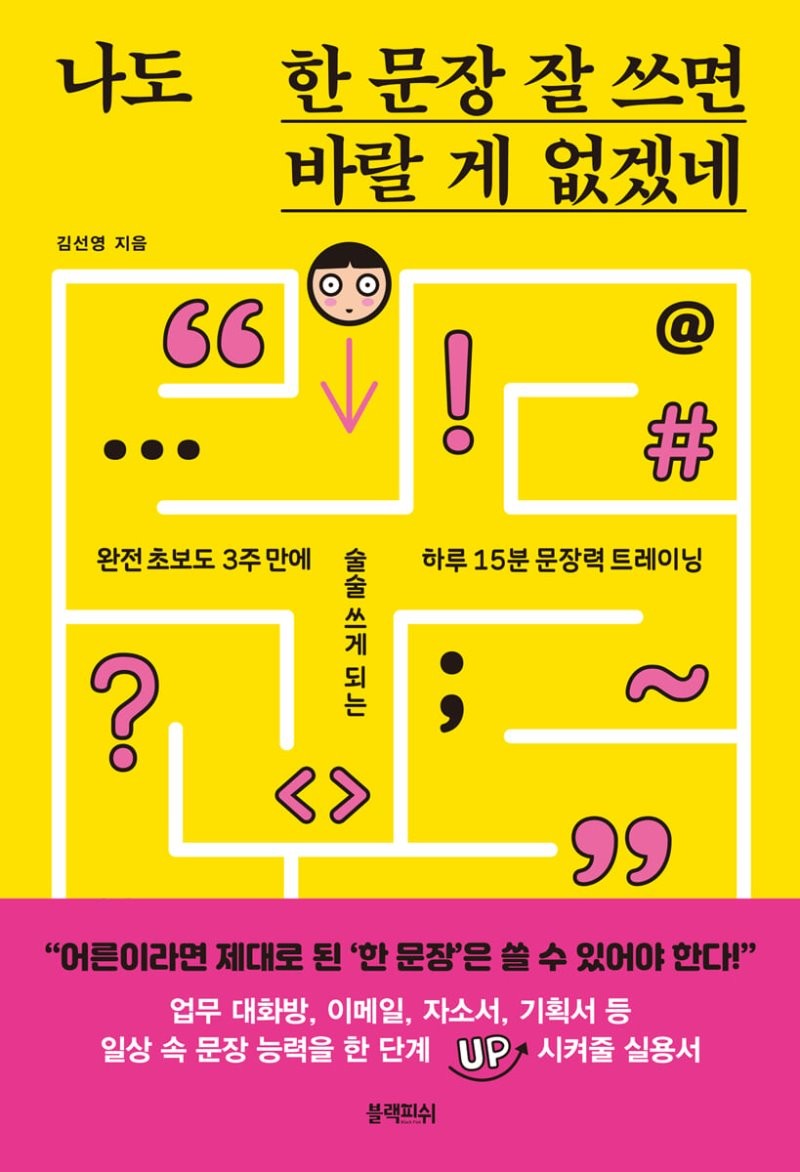 나도 한 문장 잘 쓰면
바랄 게 없겠네
김선영 지음
“
!
@
#
...
완전 초보도 3주 만에
술술 쓰게 되는
하루 15분 문장력 트레이닝
?
;
~
< >
”
“어른이라면 제대로 된 ‘한 문장’은 쓸 수 있어야 한다!”
업무 대화방, 이메일, 자소서, 기획서 등
일상 속 문장 능력을 한 단계 UP 시켜줄 실용서
블랙피쉬